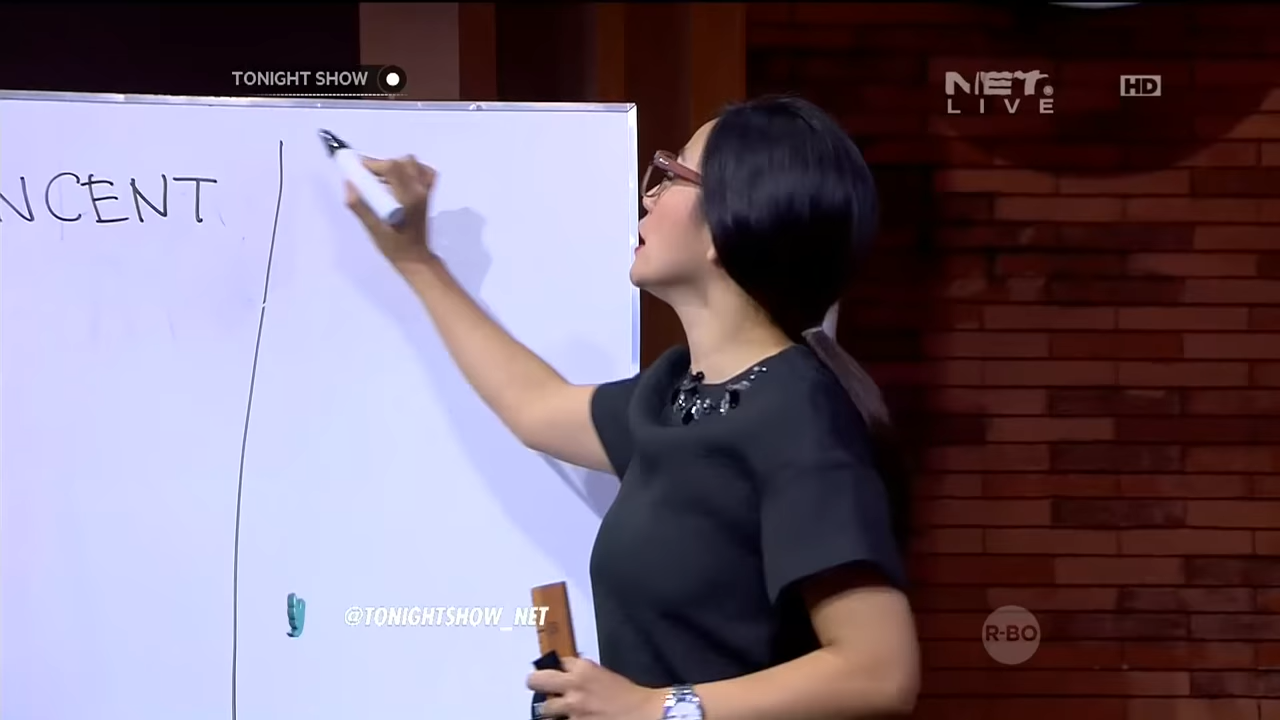 TONIGHT SHOW
NET.
LIVE
HD
NCENT
@TONIGHTSHOW_NET
R-BO